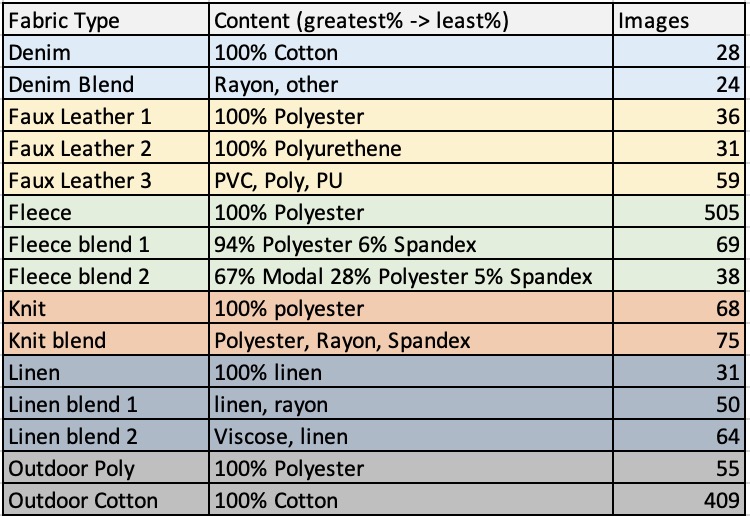 Fabric Type Content (greatest% -> least%) Images
Denim 100% Cotton 28
Denim Blend Rayon, other 24
Faux Leather 1 100% Polyester 36
Faux Leather 2 100% Polyurethene 31
Faux Leather 3 PVC, Poly, PU 59
Fleece 100% Polyester 505
Fleece blend 1 94% Polyester 6% Spandex 69
Fleece blend 2 67% Modal 28% Polyester 5% Spandex 38
Knit 100% polyester 68
Knit blend Polyester, Rayon, Spandex 75
Linen 100% linen 31
Linen blend 1 linen, rayon 50
Linen blend 2 Viscose, linen 64
Outdoor Poly 100% Polyester 55
Outdoor Cotton 100% Cotton 409